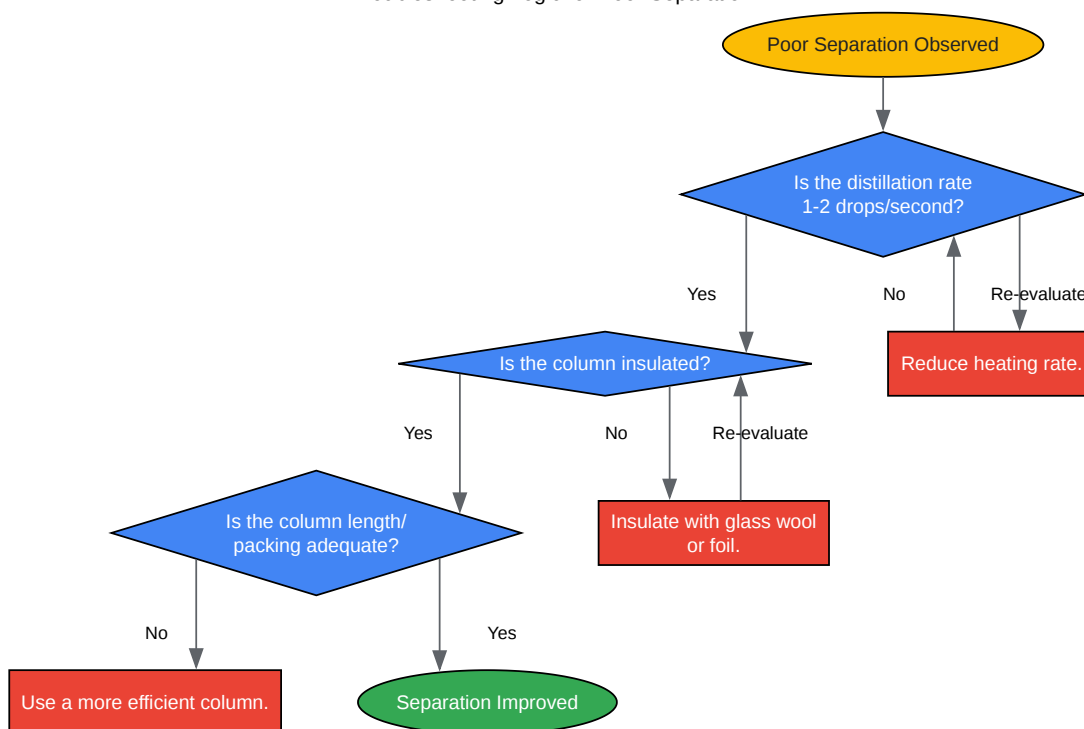 Poor Separation Observed
Is the distillation rate
1-2 drops/second?
Yes
No
Re-evaluate
Is the column insulated?
Reduce heating rate.
Yes
No
Re-evaluate
Is the column length/
packing adequate?
Insulate with glass wool
or foil.
No
Yes
Use a more efficient column.
Separation Improved